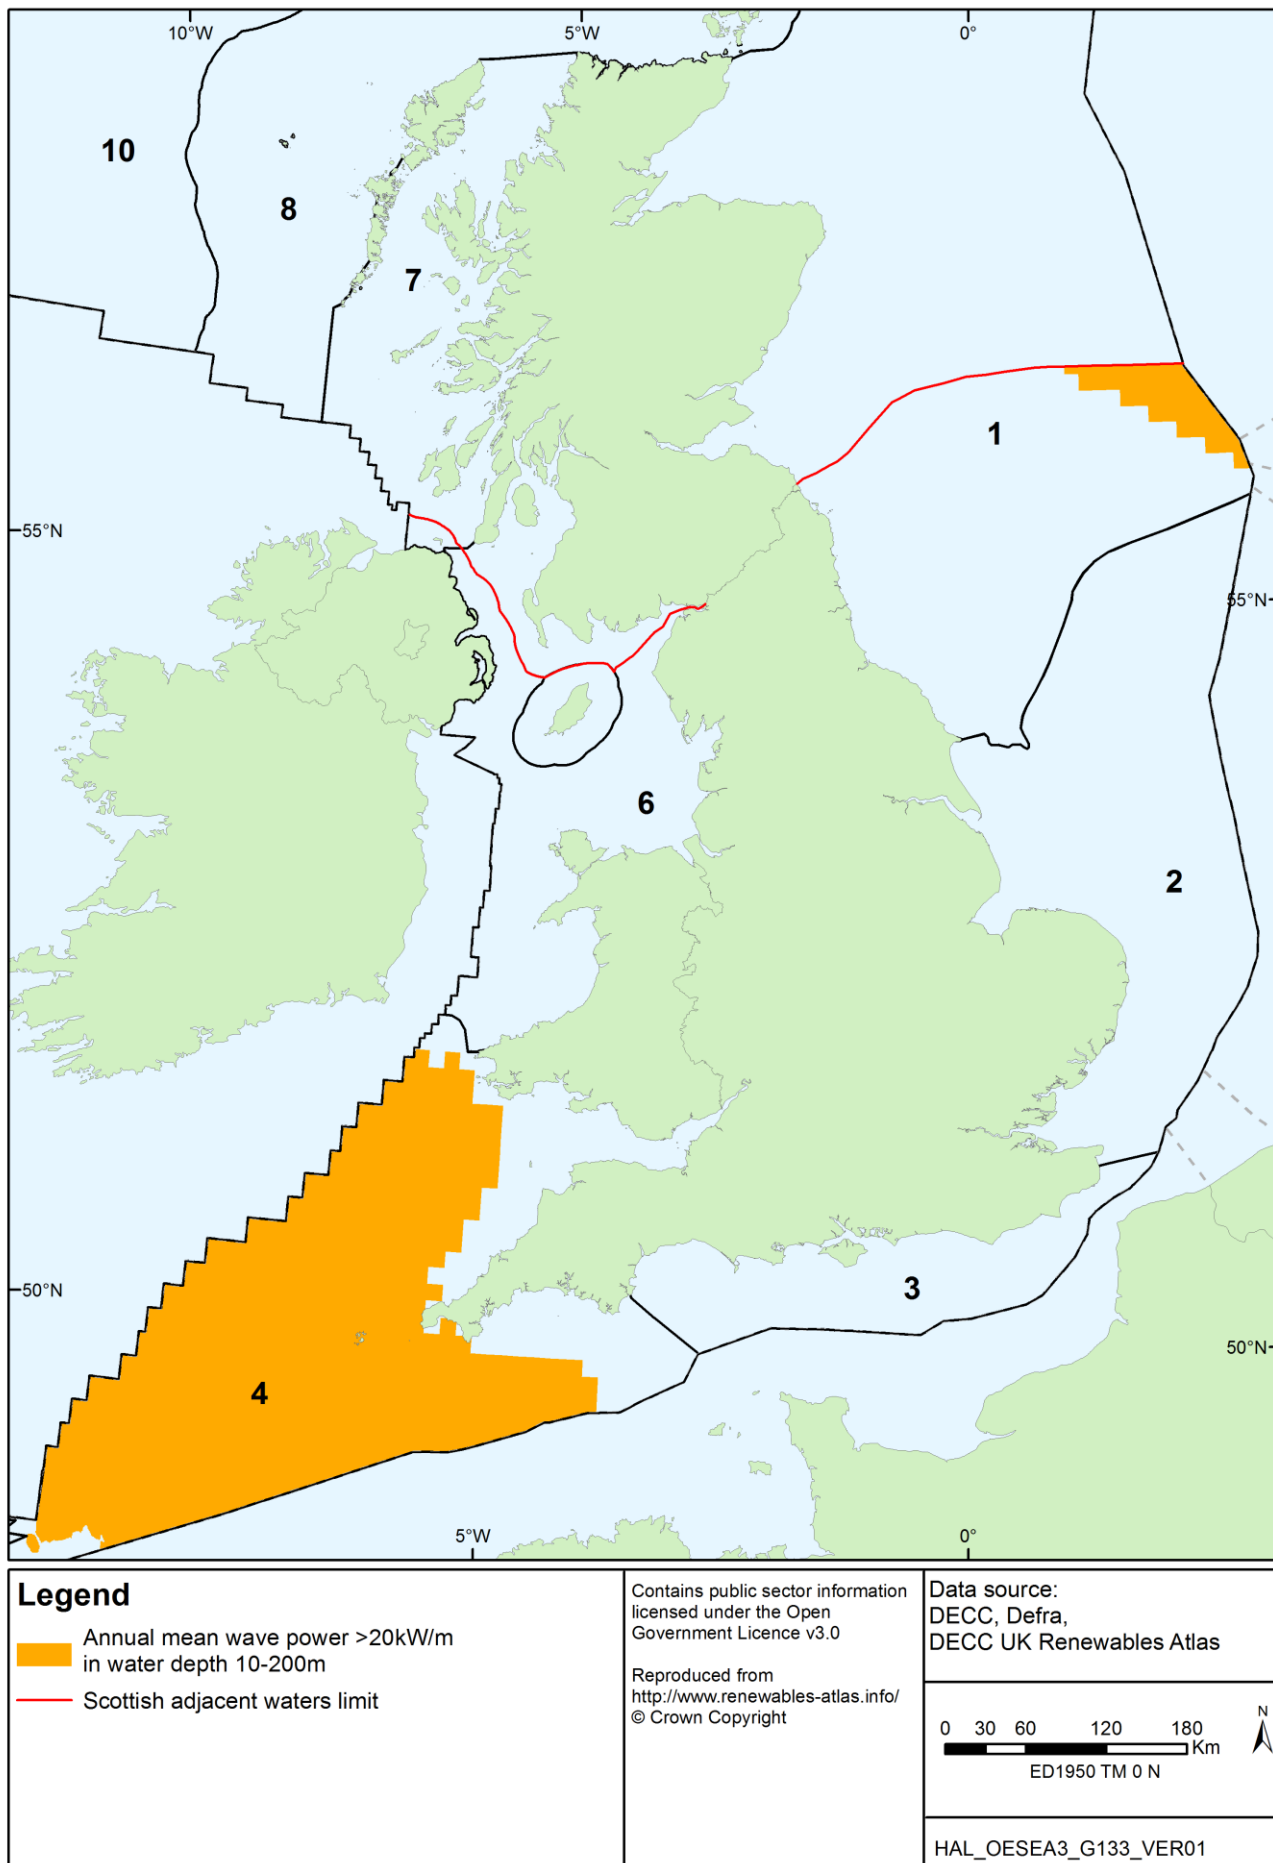 10°W
5°W
0°
10
8
7
1
55°N
55°N
6
2
3
50°N
50°N
4
5°W
0°
Legend
Annual mean wave power >20kW/m
in water depth 10-200m
Scottish adjacent waters limit
Contains public sector information
licensed under the Open
Government Licence v3.0
Reproduced from
http://www.renewables-atlas.info/
© Crown Copyright
Data source:
DECC, Defra,
DECC UK Renewables Atlas
0 30 60 120 180
Km
N
ED1950 TM 0 N
HAL_OESEA3_G133_VER01